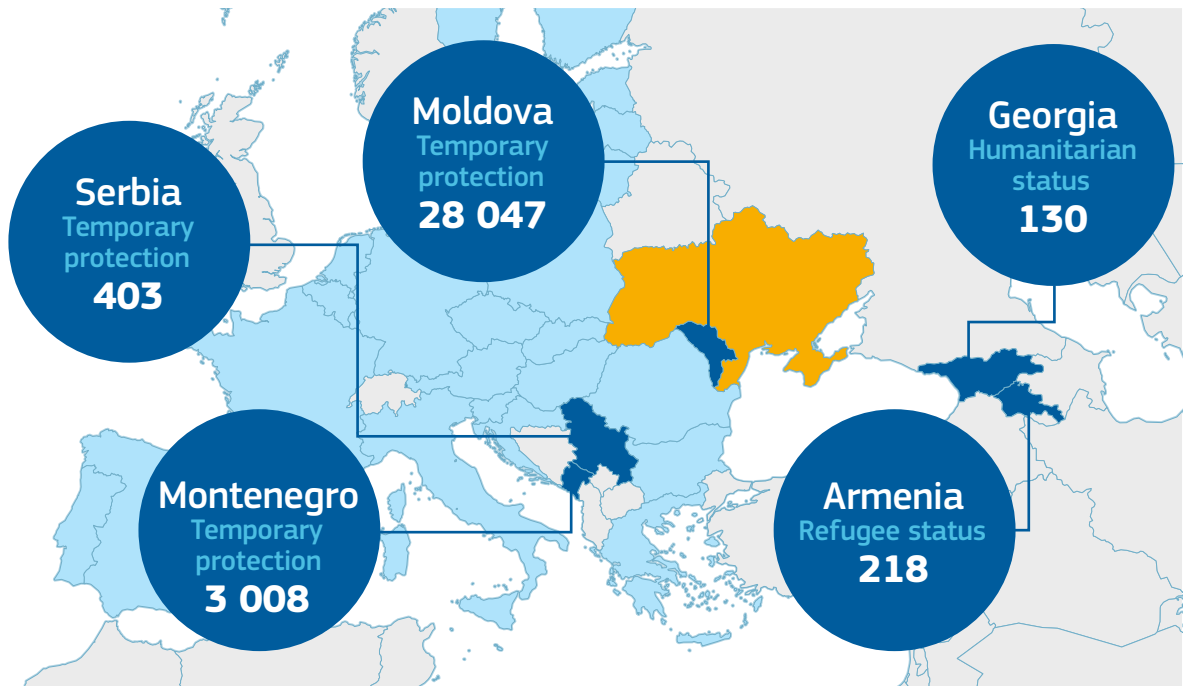 Moldova
Temporary
protection
28 047
Georgia
Humanitarian
status
130
Serbia
Temporary
protection
403
Montenegro
Temporary
protection
3 008
Armenia
Refugee status
218